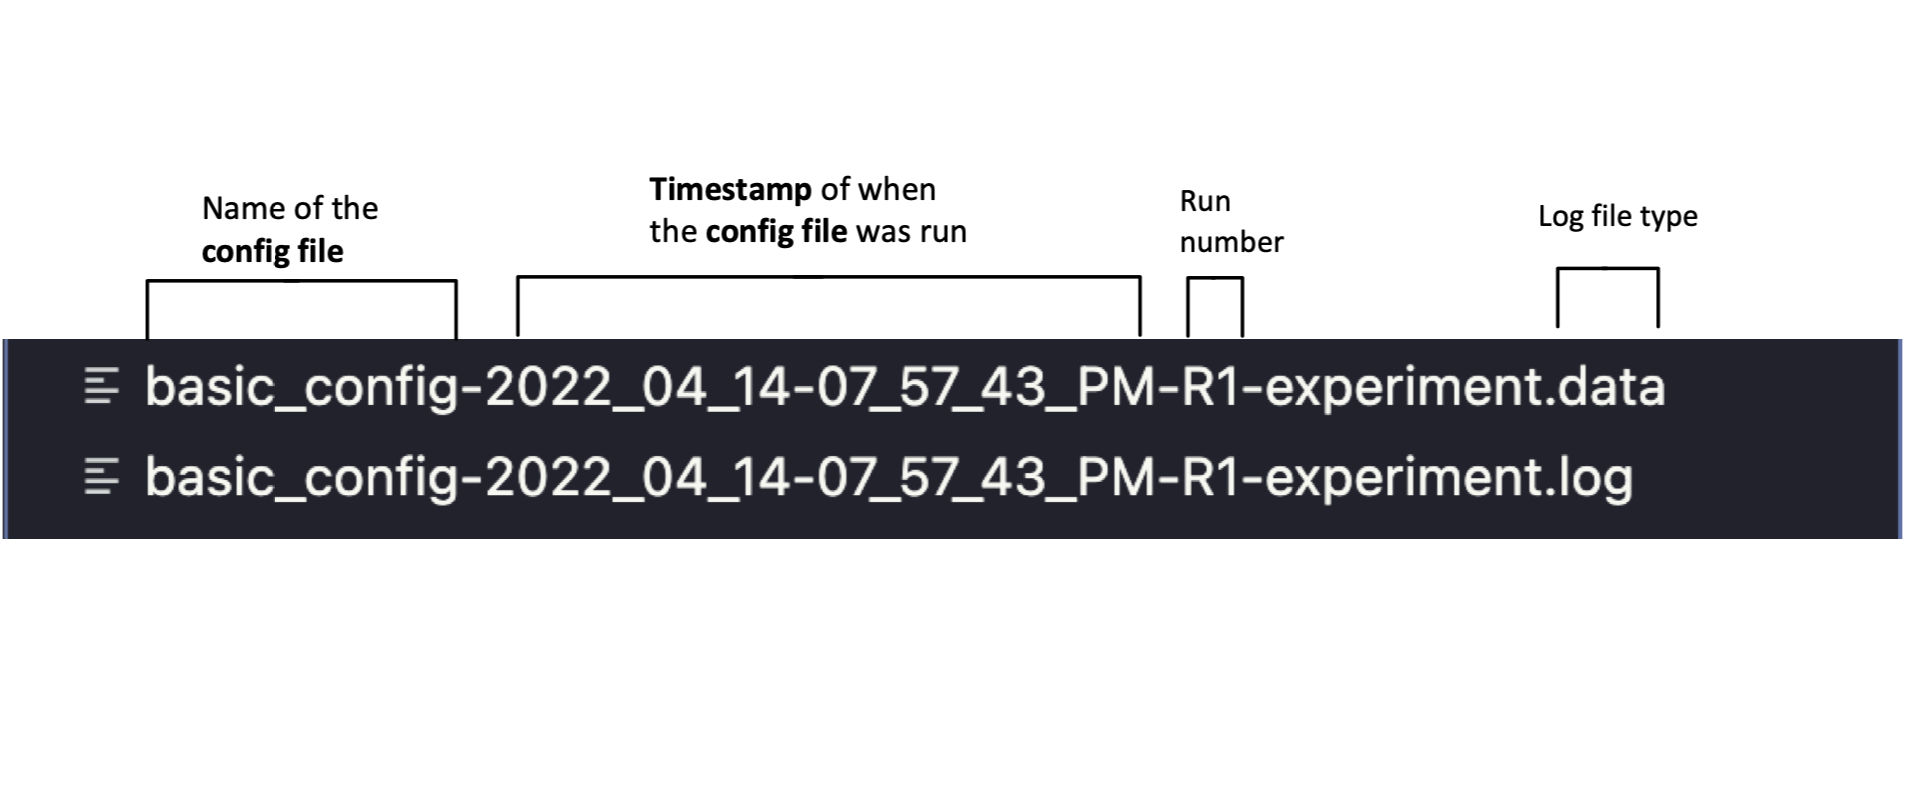 Name of the
config file
Timestamp of when
the config file was run
Run
number
Log file type
basic_config-2022_04_14-07_57_43_PM-R1-experiment.data
basic_config-2022_04_14-07_57_43_PM-R1-experiment.log